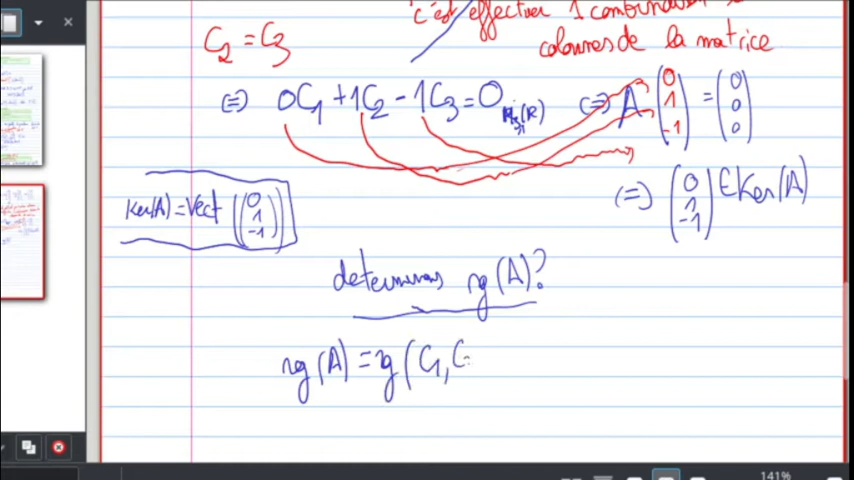 c'est effectuer 1 combinaison
colonnes de la matrice
C₂ = C₃
⇔ 0C₁ + 1C₂ - 1C₃ = 0 ⇔ A (0 1 -1) = (0 0 0)
⇔ (0 1 -1) ∈ Ker(A)
Ker(A) = Vect ((0 1 -1))
determinons rg(A)?
rg(A) = rg(C₁, C
141%